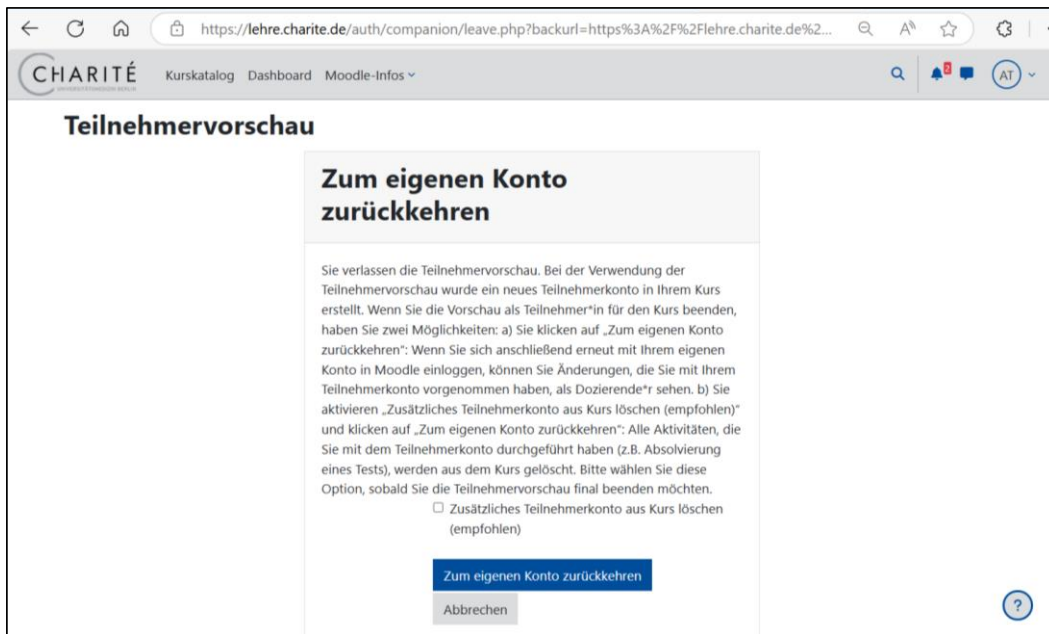 https://lehre.charite.de/auth/companion/leave.php?backurl=https%3A%2F%2Flehre.charite.de%2...
CHARITÉ Kurskatalog Dashboard Moodle-Infos 2 AT
UNIVERSITÄTSMEDIZIN BERLIN
Teilnehmervorschau
Zum eigenen Konto
zurückkehren
Sie verlassen die Teilnehmervorschau. Bei der Verwendung der
Teilnehmervorschau wurde ein neues Teilnehmerkonto in Ihrem Kurs
erstellt. Wenn Sie die Vorschau als Teilnehmer*in für den Kurs beenden,
haben Sie zwei Möglichkeiten: a) Sie klicken auf „Zum eigenen Konto
zurückkehren“: Wenn Sie sich anschließend erneut mit Ihrem eigenen
Konto in Moodle einloggen, können Sie Änderungen, die Sie mit Ihrem
Teilnehmerkonto vorgenommen haben, als Dozierende*r sehen. b) Sie
aktivieren „Zusätzliches Teilnehmerkonto aus Kurs löschen (empfohlen)“
und klicken auf „Zum eigenen Konto zurückkehren“: Alle Aktivitäten, die
Sie mit dem Teilnehmerkonto durchgeführt haben (z.B. Absolvierung
eines Tests), werden aus dem Kurs gelöscht. Bitte wählen Sie diese
Option, sobald Sie die Teilnehmervorschau final beenden möchten.
Zusätzliches Teilnehmerkonto aus Kurs löschen
(empfohlen)
Zum eigenen Konto zurückkehren
Abbrechen
?